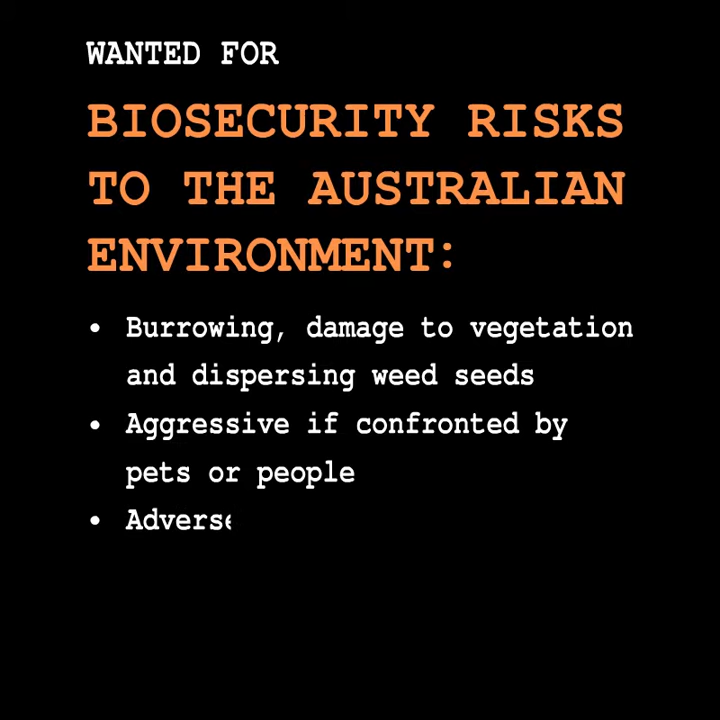 WANTED FOR
BIOSECURITY RISKS
TO THE AUSTRALIAN
ENVIRONMENT:
• Burrowing, damage to vegetation
and dispersing weed seeds
• Aggressive if confronted by
pets or people
• Adverse